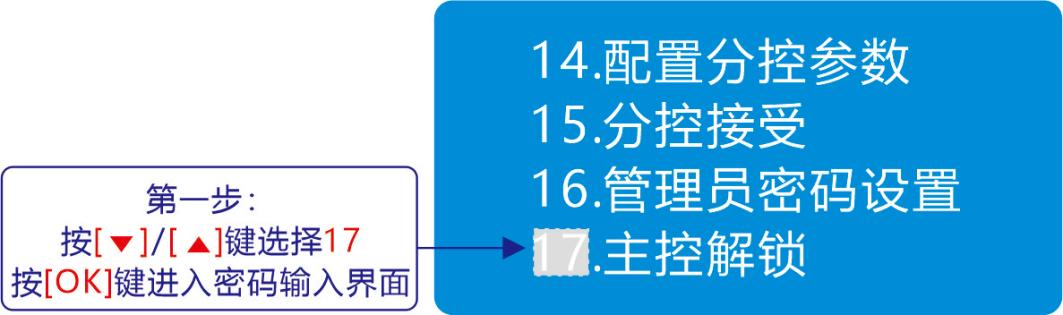 14.配置分控参数
15.分控接受
16.管理员密码设置
17.主控解锁
第一步：
按[▼]/[▲]键选择17
按[OK]键进入密码输入界面